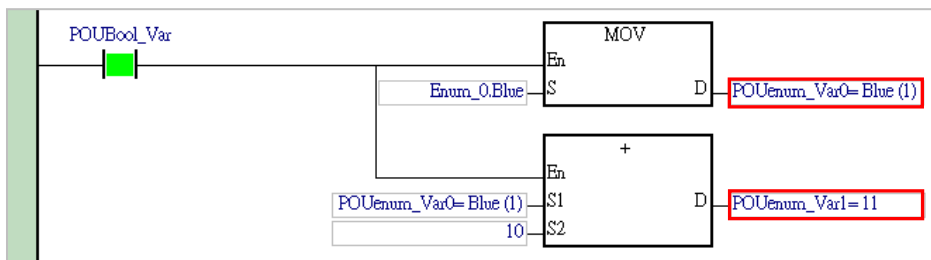 POUBool_Var
MOV
En
Enum_0.Blue S D POUenum_Var0= Blue (1)
+
En
POUenum_Var0= Blue (1) S1 D POUenum_Var1= 11
10 S2